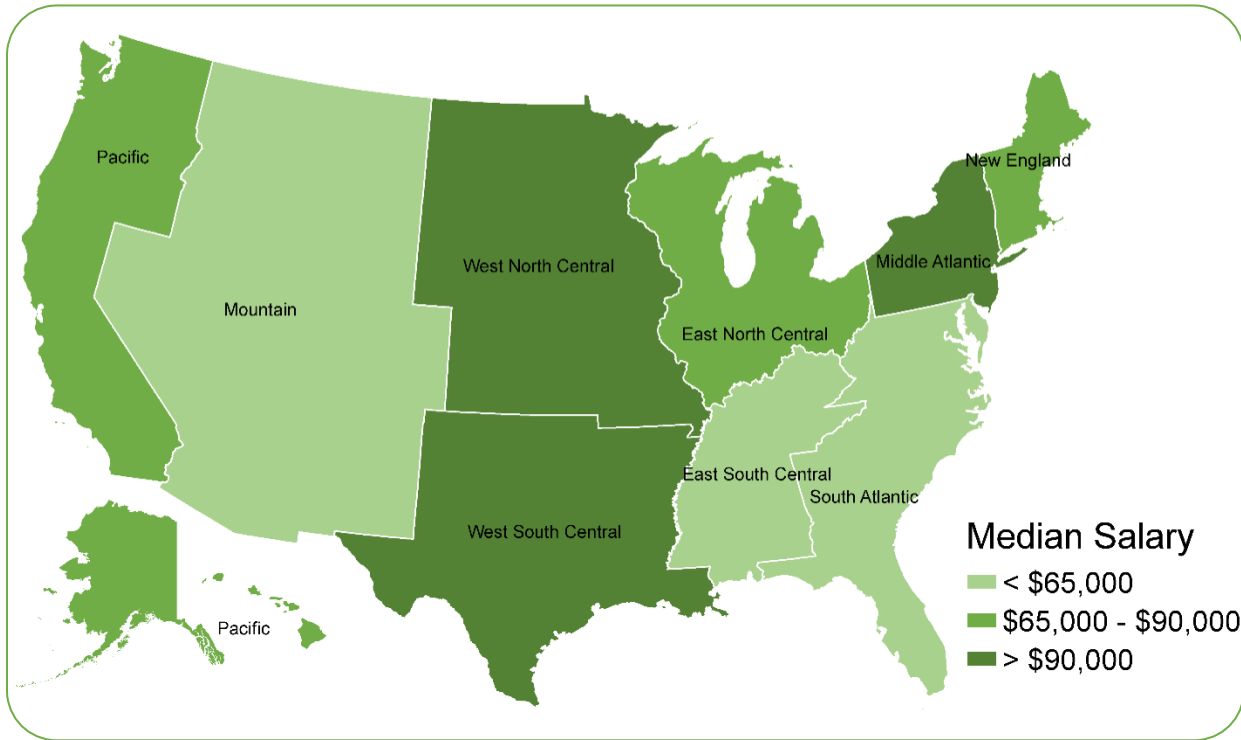 Pacific
New England
Middle Atlantic
West North Central
Mountain
East North Central
East South Central
South Atlantic
West South Central
Pacific
Median Salary
< $65,000
$65,000 - $90,000
> $90,000